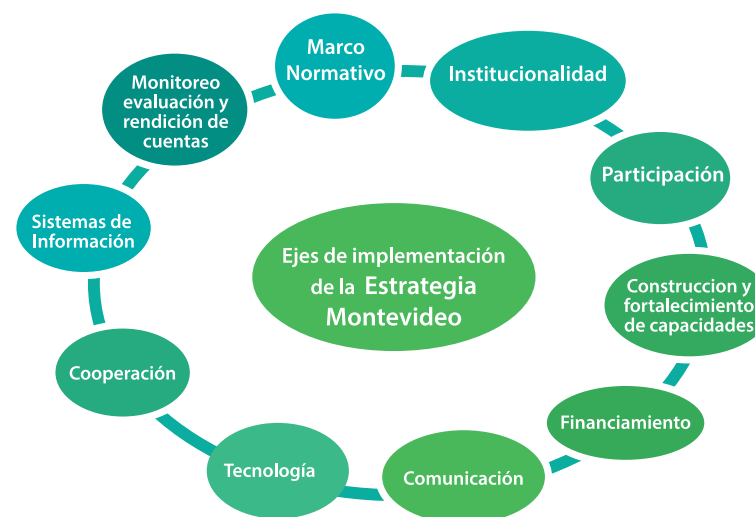 Marco
Normativo
Institucionalidad
Participación
Construccion y
fortalecimiento
de capacidades
Financiamiento
Comunicación
Tecnología
Cooperación
Sistemas de
Información
Monitoreo
evaluación y
rendición de
cuentas
Ejes de implementación
de la Estrategia
Montevideo